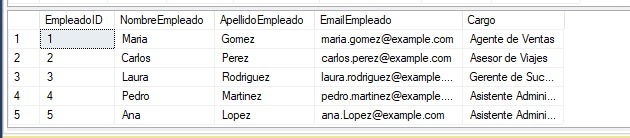 EmpleadoID NombreEmpleado ApellidoEmpleado EmailEmpleado Cargo
1 1 Maria Gomez maria.gomez@example.com Agente de Ventas
2 2 Carlos Perez carlos.perez@example.com Asesor de Viajes
3 3 Laura Rodriguez laura.rodriguez@example.... Gerente de Suc...
4 4 Pedro Martinez pedro.martinez@example... Asistente Admini...
5 5 Ana Lopez ana.Lopez@example.com Asistente Admini...